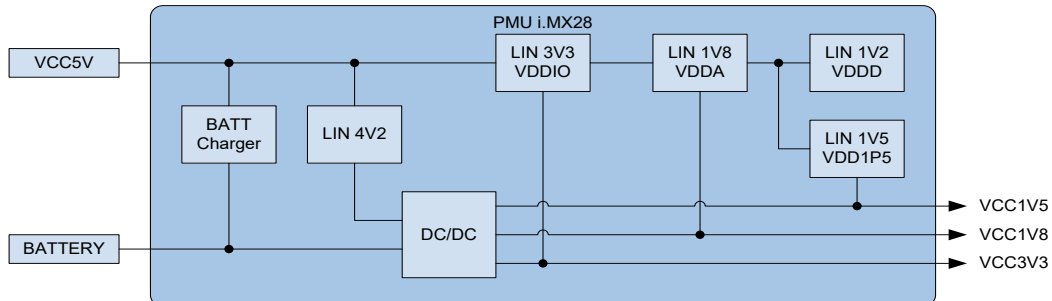 PMU i.MX28
VCC5V
LIN 3V3
VDDIO
LIN 1V8
VDDA
LIN 1V2
VDDD
BATT
Charger
LIN 4V2
LIN 1V5
VDD1P5
DC/DC
VCC1V5
VCC1V8
BATTERY
VCC3V3